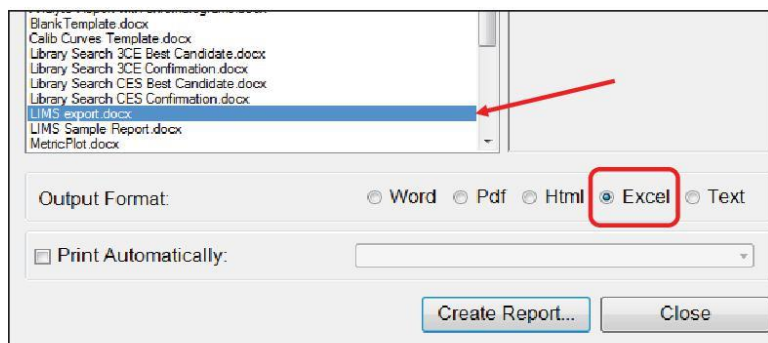 BlankTemplate.docx
Calib Curves Template.docx
Library Search 3CE Best Candidate.docx
Library Search 3CE Confirmation.docx
Library Search CES Best Candidate.docx
Library Search CES Confirmation.docx
LIMS export.docx
LIMS Sample Report.docx
MetricPlot.docx
Output Format: Word Pdf Html Excel Text
Print Automatically:
Create Report... Close